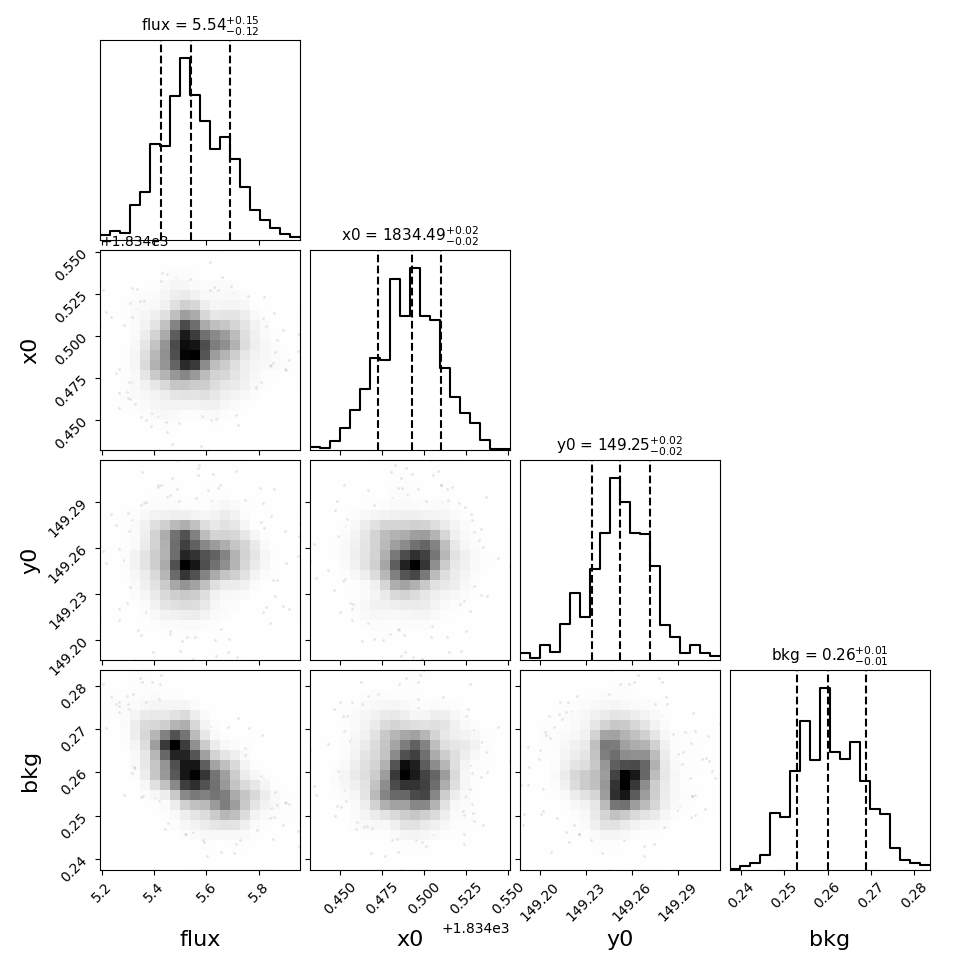 flux = 5.54+0.15−0.12
+1.834e3
x0 = 1834.49+0.02−0.02
0.550
0.525
0.500
0.475
0.450
x0
y0 = 149.25+0.02−0.02
149.29
149.26
149.23
149.20
y0
bkg = 0.26+0.01−0.01
0.28
0.27
0.26
0.25
0.24
bkg
5.2 5.4 5.6 5.8 0.450 0.475 0.500 0.525 0.550 149.20 149.23 149.26 149.29 0.24 0.25 0.26 0.27 0.28
+1.834e3
flux x0 y0 bkg